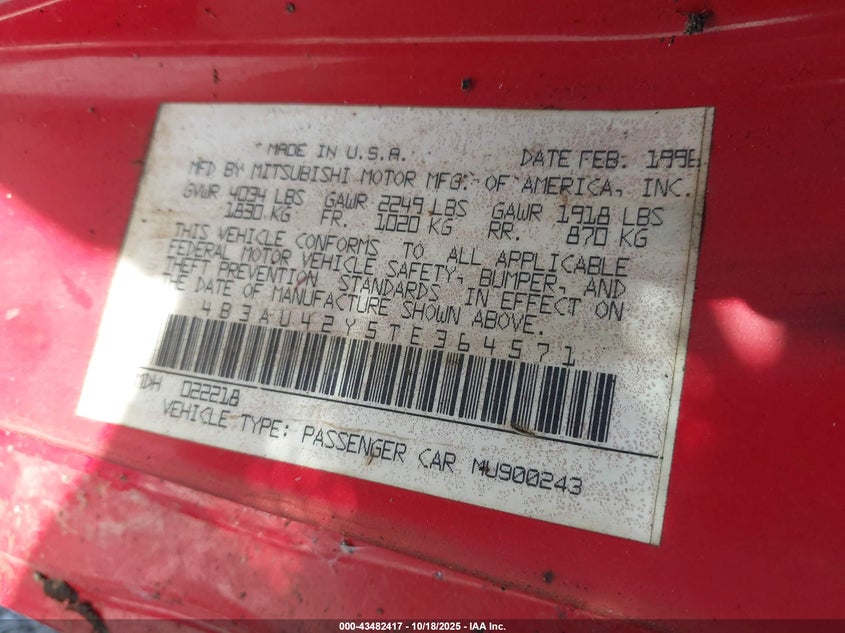 MADE IN U.S.A. DATE FEB. 1996
MFD BY MITSUBISHI MOTOR MFG. OF AMERICA, INC.
GVWR 4034 LBS GAWR 2249 LBS GAWR 1918 LBS
1830 KG FR. 1020 KG RR. 870 KG
THIS VEHICLE CONFORMS TO ALL APPLICABLE
FEDERAL MOTOR VEHICLE SAFETY, BUMPER, AND
THEFT PREVENTION STANDARDS IN EFFECT ON
THE DATE OF MANUFACTURE SHOWN ABOVE.
4B3AU42Y5TE364571
MDH 022218
VEHICLE TYPE: PASSENGER CAR MU900243
000-43482417 - 10/18/2025 - IAA Inc.